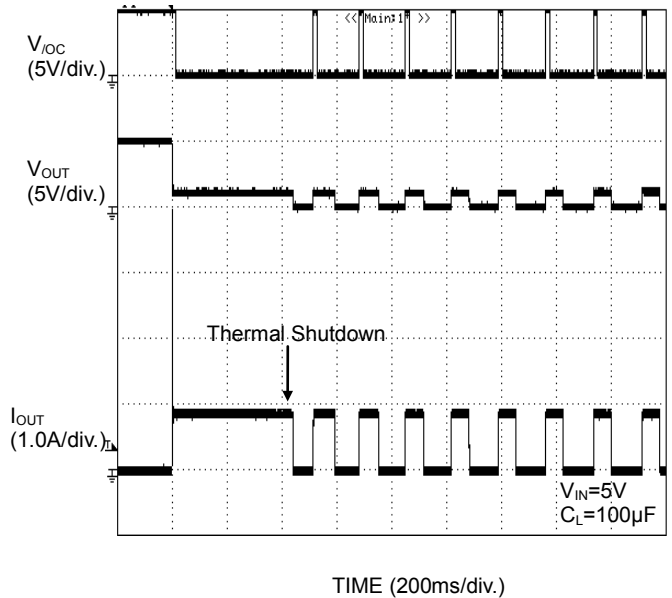 << Main:1 >>
V/OC
(5V/div.)
VOUT
(5V/div.)
Thermal Shutdown
IOUT
(1.0A/div.)
VIN=5V
CL=100μF
TIME (200ms/div.)